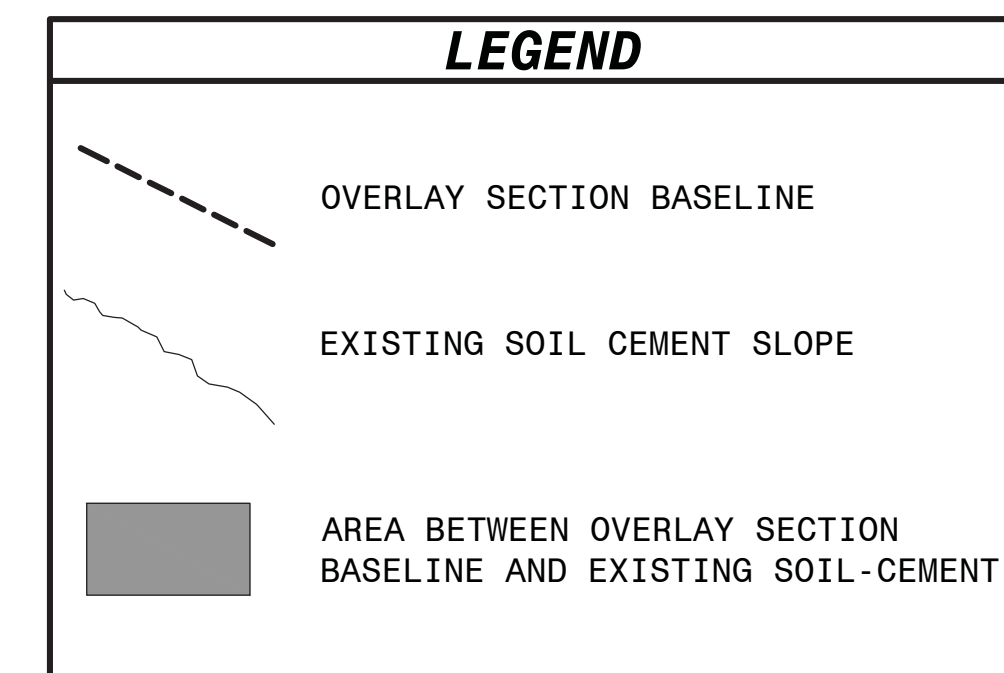 LEGEND
OVERLAY SECTION BASELINE
EXISTING SOIL CEMENT SLOPE
AREA BETWEEN OVERLAY SECTION
BASELINE AND EXISTING SOIL-CEMENT